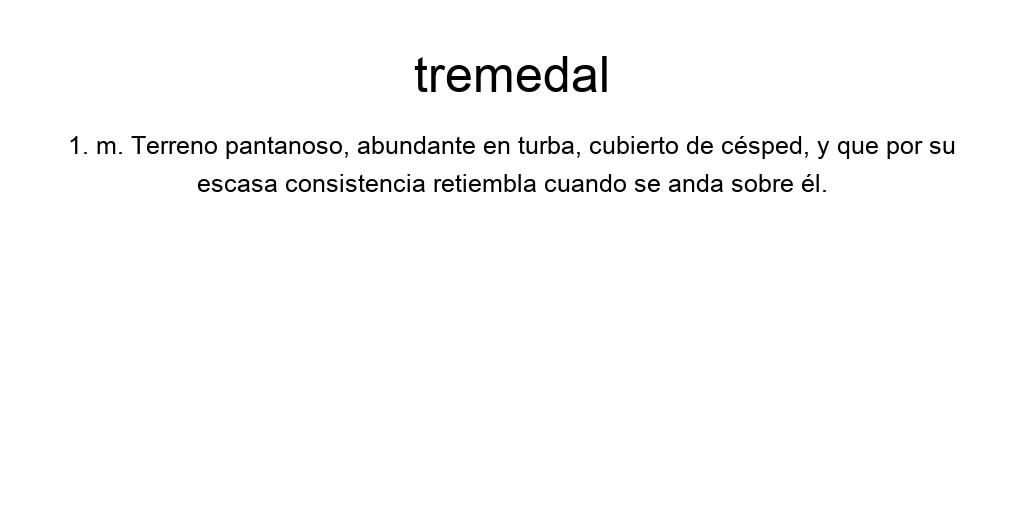 tremedal
1. m. Terreno pantanoso, abundante en turba, cubierto de césped, y que por su
escasa consistencia retiembla cuando se anda sobre él.